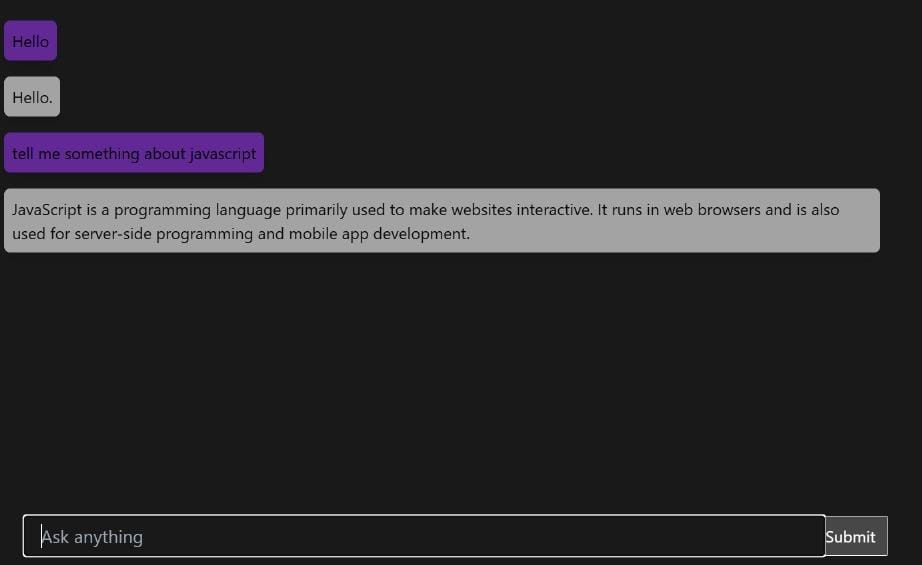 Hello
Hello.
tell me something about javascript
JavaScript is a programming language primarily used to make websites interactive. It runs in web browsers and is also
used for server-side programming and mobile app development.
Ask anything
Submit